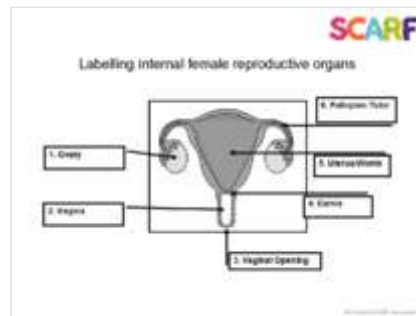 SCARF
Labelling internal female reproductive organs
6. Fallopian Tube
1. Ovary
5. Uterus/Womb
2. Vagina
4. Cervix
3. Vaginal Opening